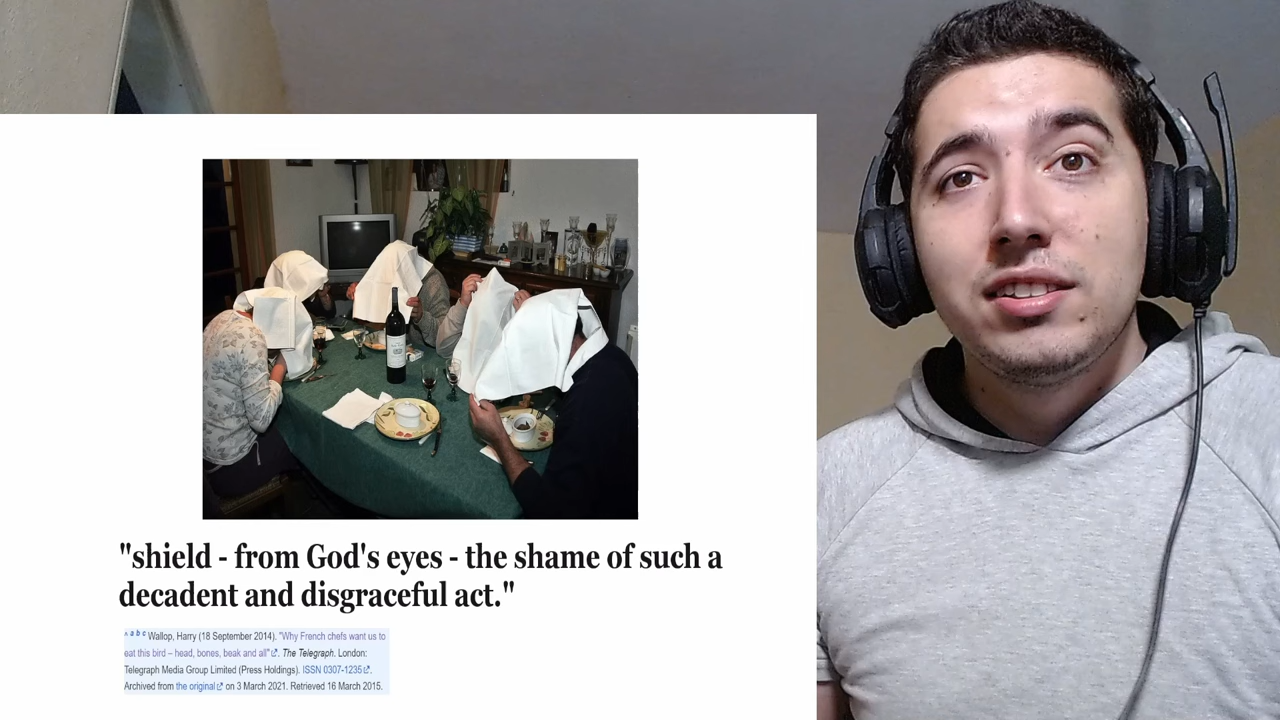 "shield - from God's eyes - the shame of such a
decadent and disgraceful act."
^ a b c Wallop, Harry (18 September 2014). "Why French chefs want us to
eat this bird – head, bones, beak and all". The Telegraph. London:
Telegraph Media Group Limited (Press Holdings). ISSN 0307-1235.
Archived from the original on 3 March 2021. Retrieved 16 March 2015.